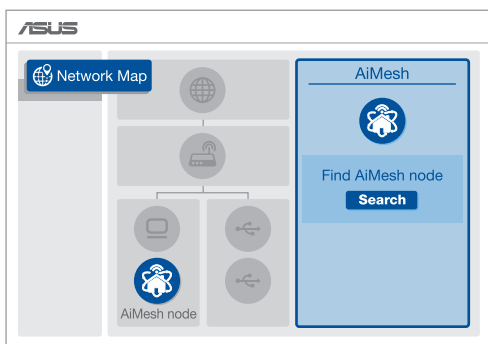 ASUS
Network Map
AiMesh
Find AiMesh node
Search
AiMesh node